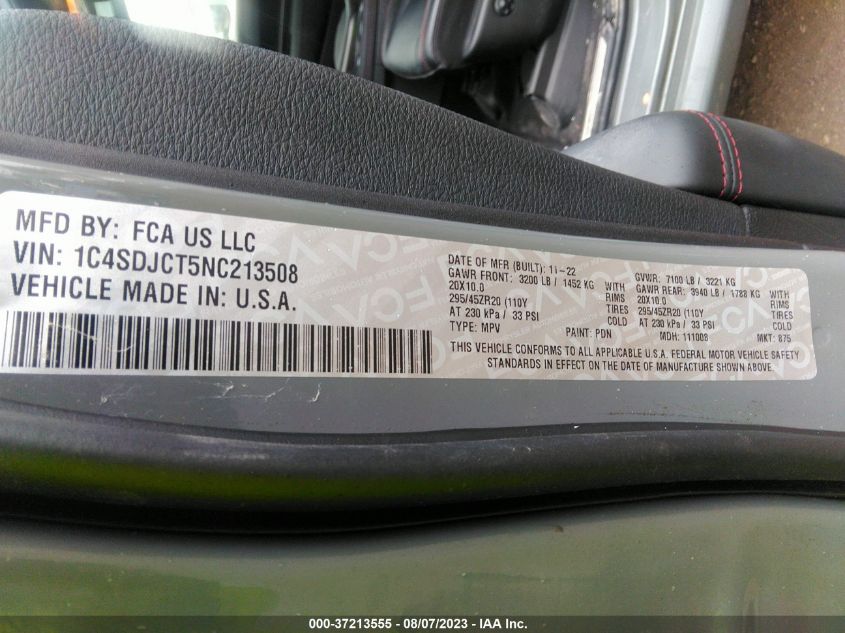 MFD BY: FCA US LLC
VIN: 1C4SDJCT5NC213508
VEHICLE MADE IN: U.S.A.
DATE OF MFR (BUILT): 11-22
GAWR FRONT: 3200 LB / 1452 KG WITH
20X10.0 RIMS
295/45ZR20 (110Y TIRES
AT 230 kPa / 33 PSI COLD
TYPE: MPV PAINT: PDN
GVWR: 7100 LB / 3221 KG
GAWR REAR: 3940 LB / 1783 KG WITH
20X10.0 RIMS
295/45ZR20 (110Y TIRES
AT 230 kPa / 33 PSI COLD
MDH: 111008 MKT: 875
THIS VEHICLE CONFORMS TO ALL APPLICABLE U.S.A. FEDERAL MOTOR VEHICLE SAFETY
STANDARDS IN EFFECT ON THE DATE OF MANUFACTURE SHOWN ABOVE.
000-37213555 - 08/07/2023 - IAA Inc.